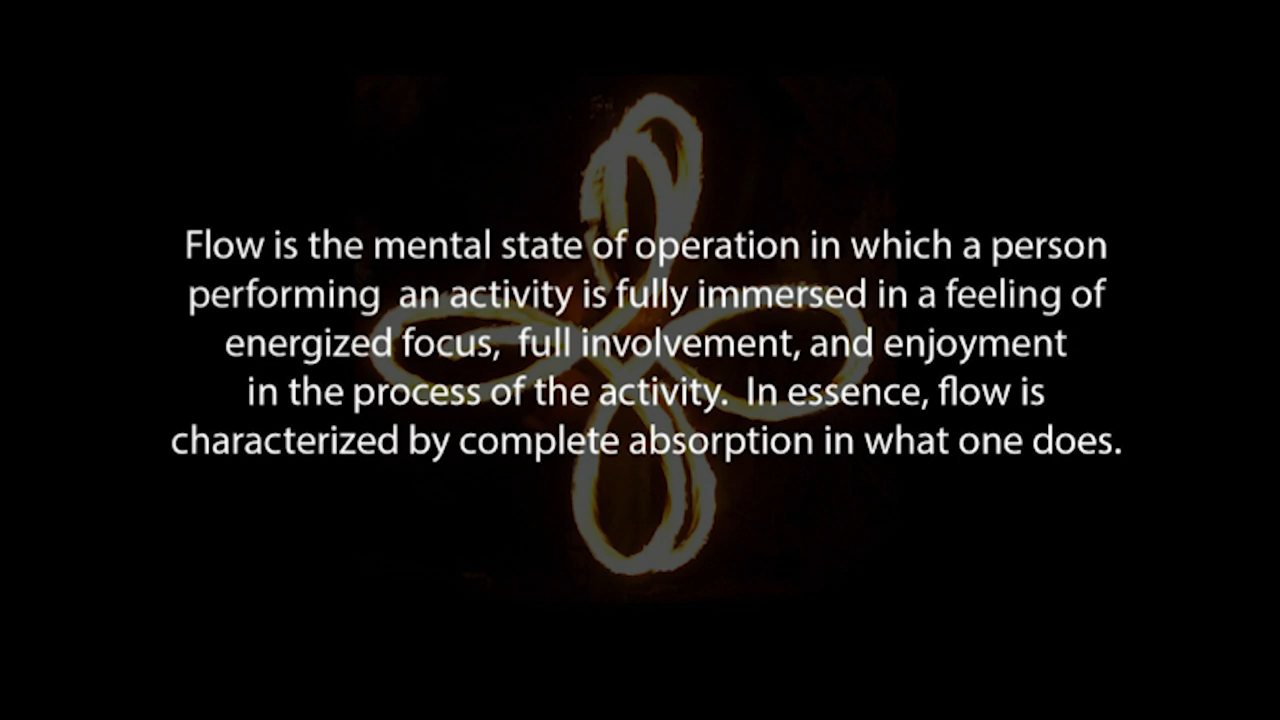 Flow is the mental state of operation in which a person
performing  an activity is fully immersed in a feeling of
energized focus,  full involvement, and enjoyment
in the process of the activity.  In essence, flow is
characterized by complete absorption in what one does.